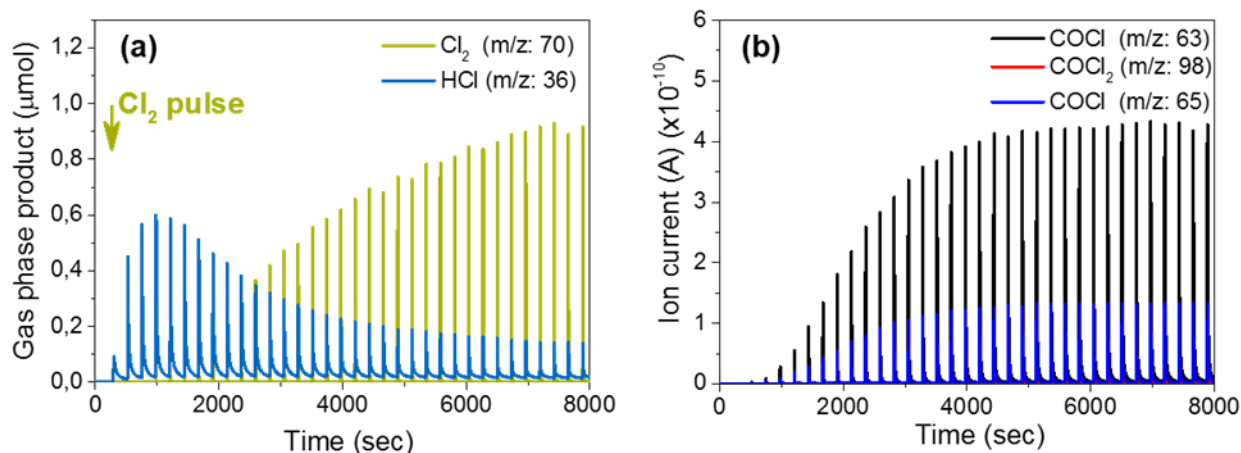 (a)
Cl₂ (m/z: 70)
HCl (m/z: 36)
Cl₂ pulse
Gas phase product (μmol)
1,2
1,0
0,8
0,6
0,4
0,2
0,0
0 2000 4000 6000 8000
Time (sec)
(b)
COCl (m/z: 63)
COCl₂ (m/z: 98)
COCl (m/z: 65)
Ion current (A) (x10⁻¹⁰)
6
5
4
3
2
1
0
0 2000 4000 6000 8000
Time (sec)